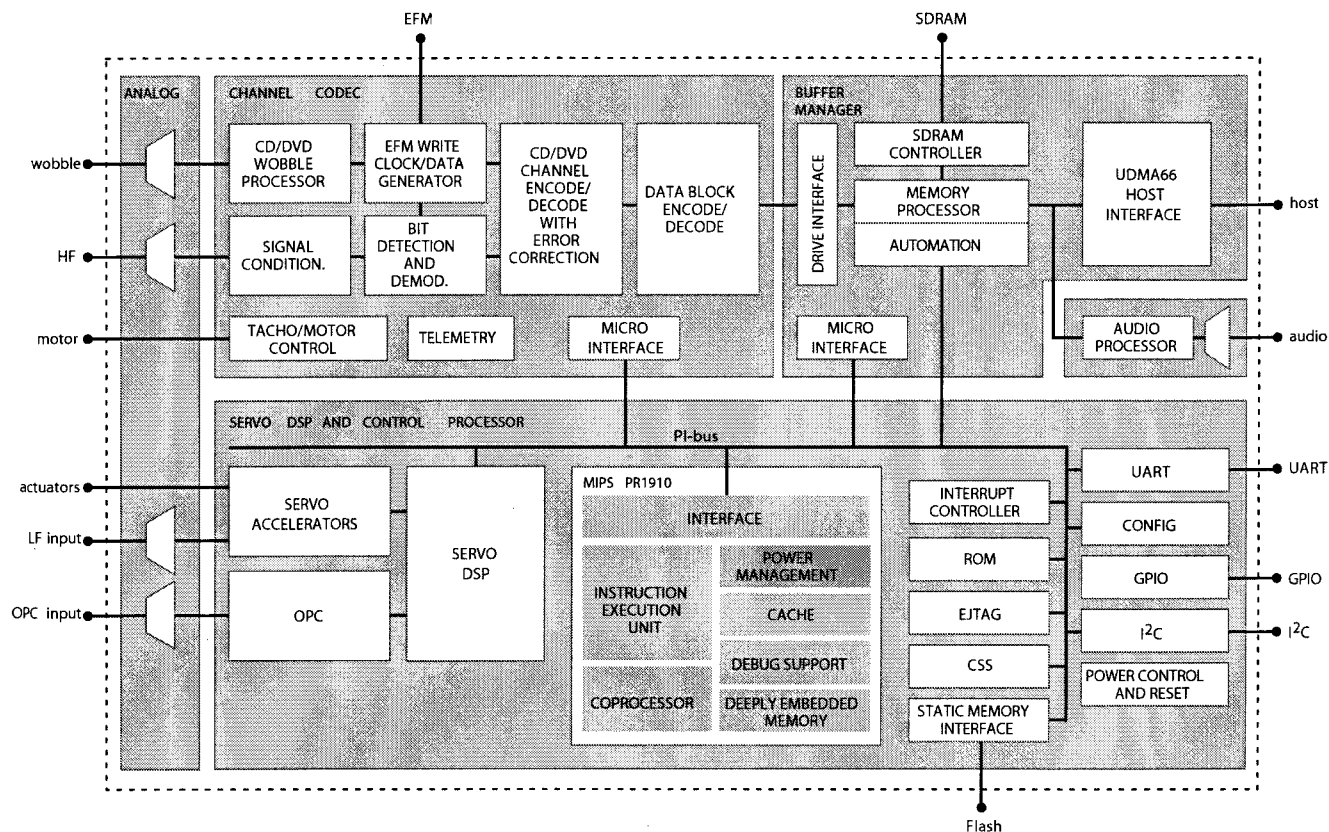 EFM
SDRAM
ANALOG
CHANNEL CODEC
BUFFER
MANAGER
wobble
CD/DVD
WOBBLE
PROCESSOR
EFM WRITE
CLOCK/DATA
GENERATOR
CD/DVD
CHANNEL
ENCODE/
DECODE
WITH
ERROR
CORRECTION
DATA BLOCK
ENCODE/
DECODE
DRIVE INTERFACE
SDRAM
CONTROLLER
MEMORY
PROCESSOR
AUTOMATION
UDMA66
HOST
INTERFACE
host
HF
SIGNAL
CONDITION.
BIT
DETECTION
AND
DEMOD.
motor
TACHO/MOTOR
CONTROL
TELEMETRY
MICRO
INTERFACE
MICRO
INTERFACE
AUDIO
PROCESSOR
audio
SERVO DSP AND CONTROL PROCESSOR
PI-bus
actuators
LF input
OPC input
SERVO
ACCELERATORS
OPC
SERVO
DSP
MIPS PR1910
INTERFACE
INSTRUCTION
EXECUTION
UNIT
COPROCESSOR
POWER
MANAGEMENT
CACHE
DEBUG SUPPORT
DEEPLY EMBEDDED
MEMORY
INTERRUPT
CONTROLLER
ROM
EJTAG
CSS
STATIC MEMORY
INTERFACE
UART
CONFIG
GPIO
I²C
POWER CONTROL
AND RESET
UART
GPIO
I²C
Flash